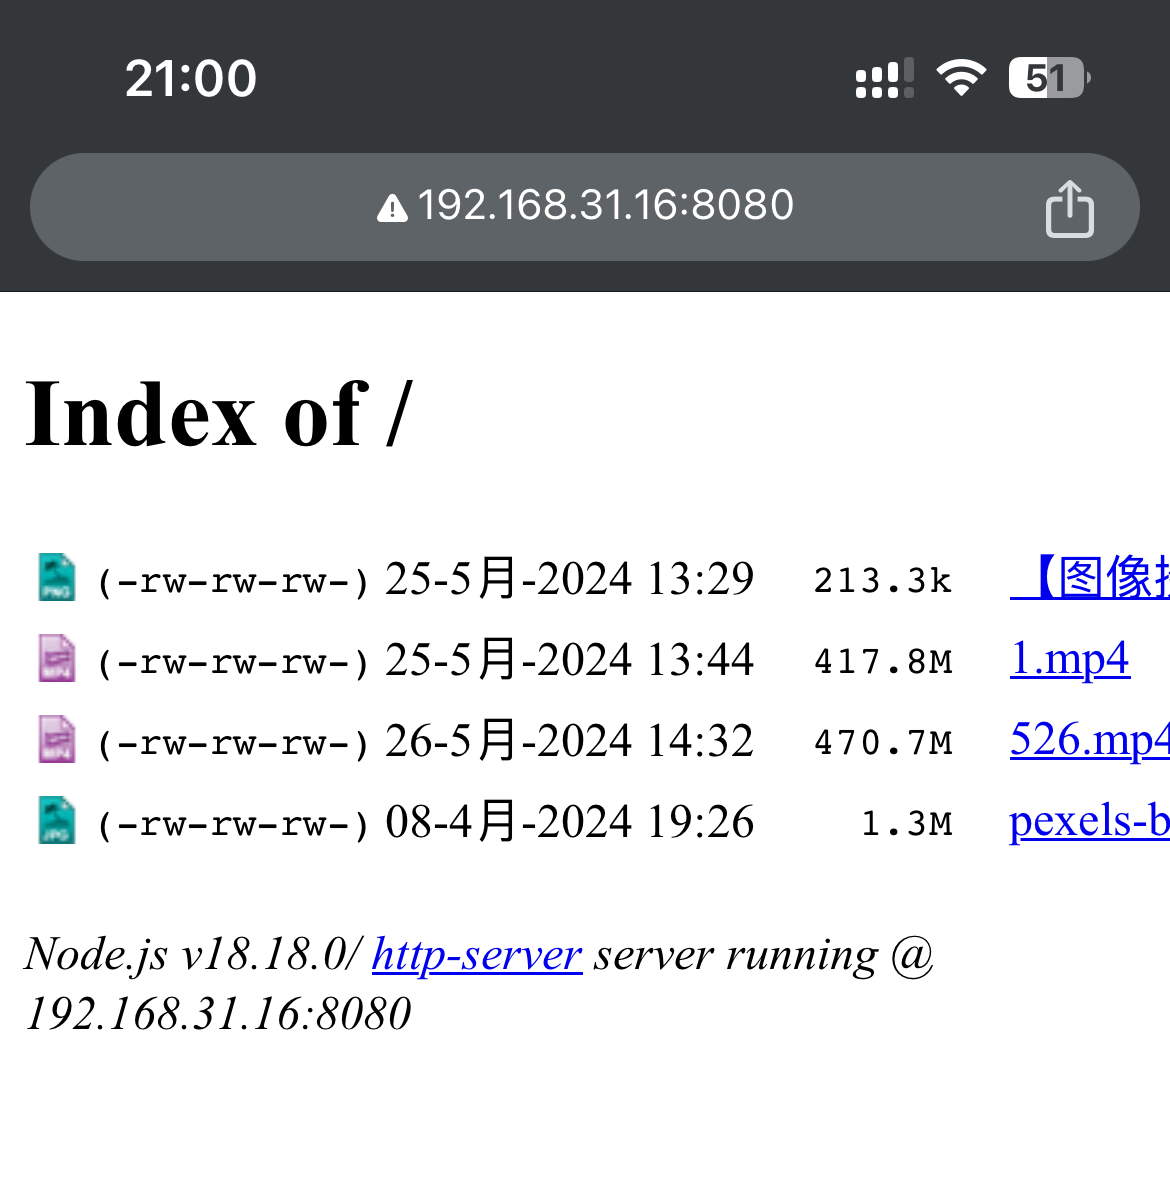 21:00
51
192.168.31.16:8080
Index of /
PNG (-rw-rw-rw-) 25-5月-2024 13:29 213.3k 【图像
MP4 (-rw-rw-rw-) 25-5月-2024 13:44 417.8M 1.mp4
MP4 (-rw-rw-rw-) 26-5月-2024 14:32 470.7M 526.mp4
JPG (-rw-rw-rw-) 08-4月-2024 19:26 1.3M pexels-b
Node.js v18.18.0/ http-server server running @
192.168.31.16:8080